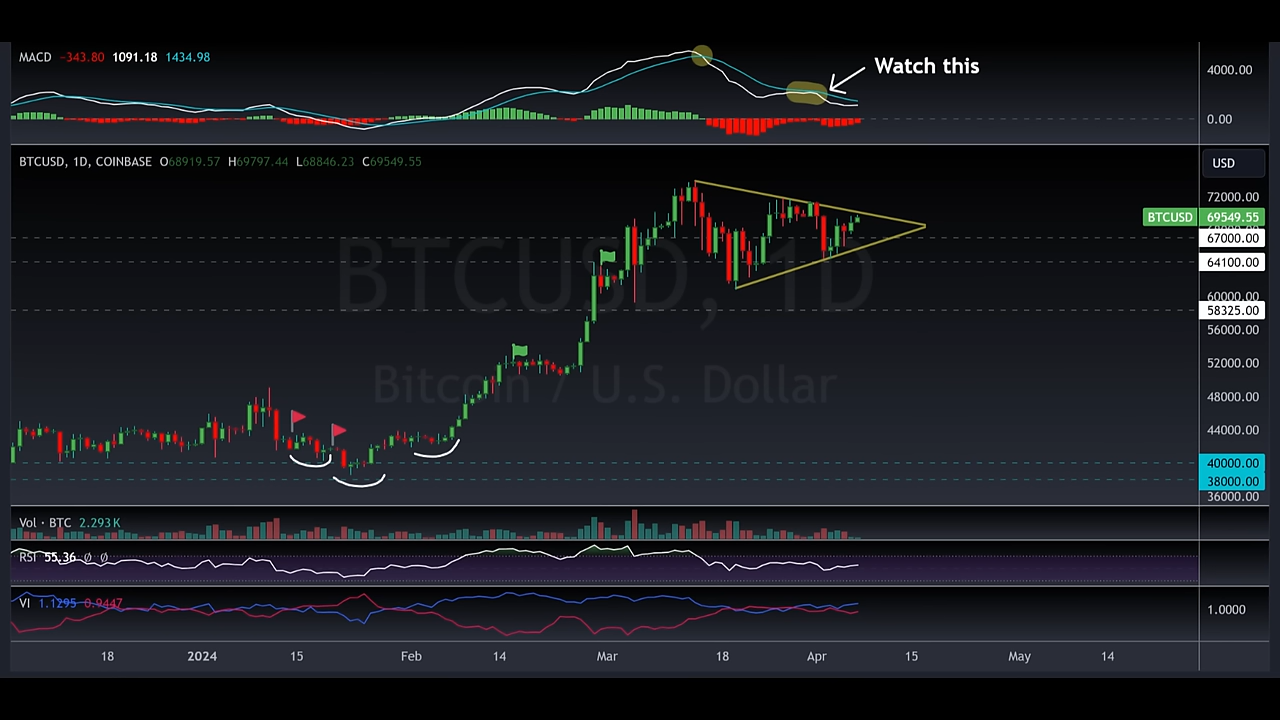 MACD -343.80 1091.18 1434.98
Watch this
4000.00
0.00
BTCUSD, 1D, COINBASE O68919.57 H69797.44 L68846.23 C69549.55
USD
72000.00
BTCUSD 69549.55
67000.00
64100.00
60000.00
58325.00
56000.00
52000.00
48000.00
44000.00
40000.00
38000.00
36000.00
BTCUSD, 1D
Bitcoin / U.S. Dollar
Vol · BTC 2.293K
RSI 55.36 Ø Ø
VI 1.1295 0.9447
1.0000
18 2024 15 Feb 14 Mar 18 Apr 15 May 14